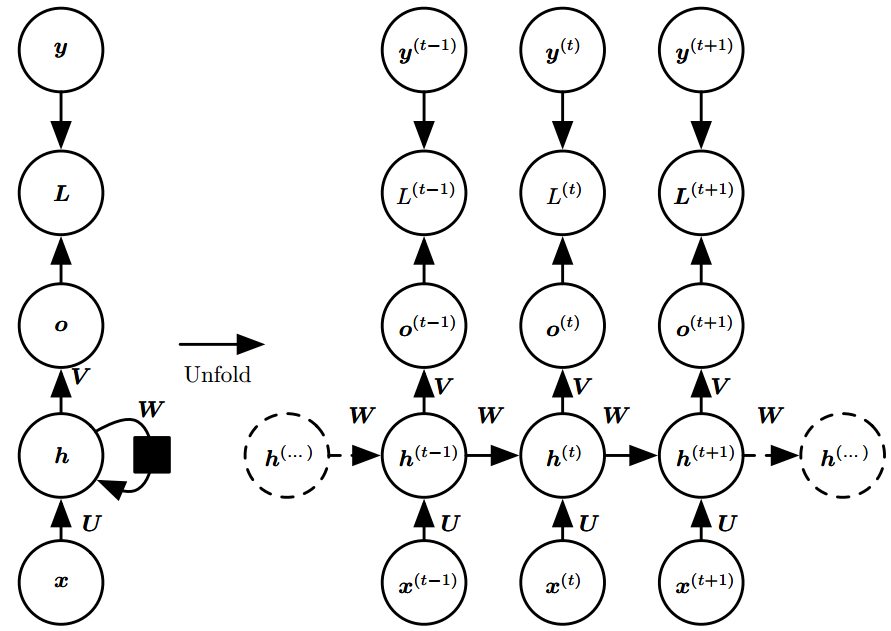 y y^(t−1) y^(t) y^(t+1)
L L^(t−1) L^(t) L^(t+1)
o o^(t−1) o^(t) o^(t+1)
Unfold
V V V V
W W W W W
h h^(...) h^(t−1) h^(t) h^(t+1) h^(...)
U U U U
x x^(t−1) x^(t) x^(t+1)